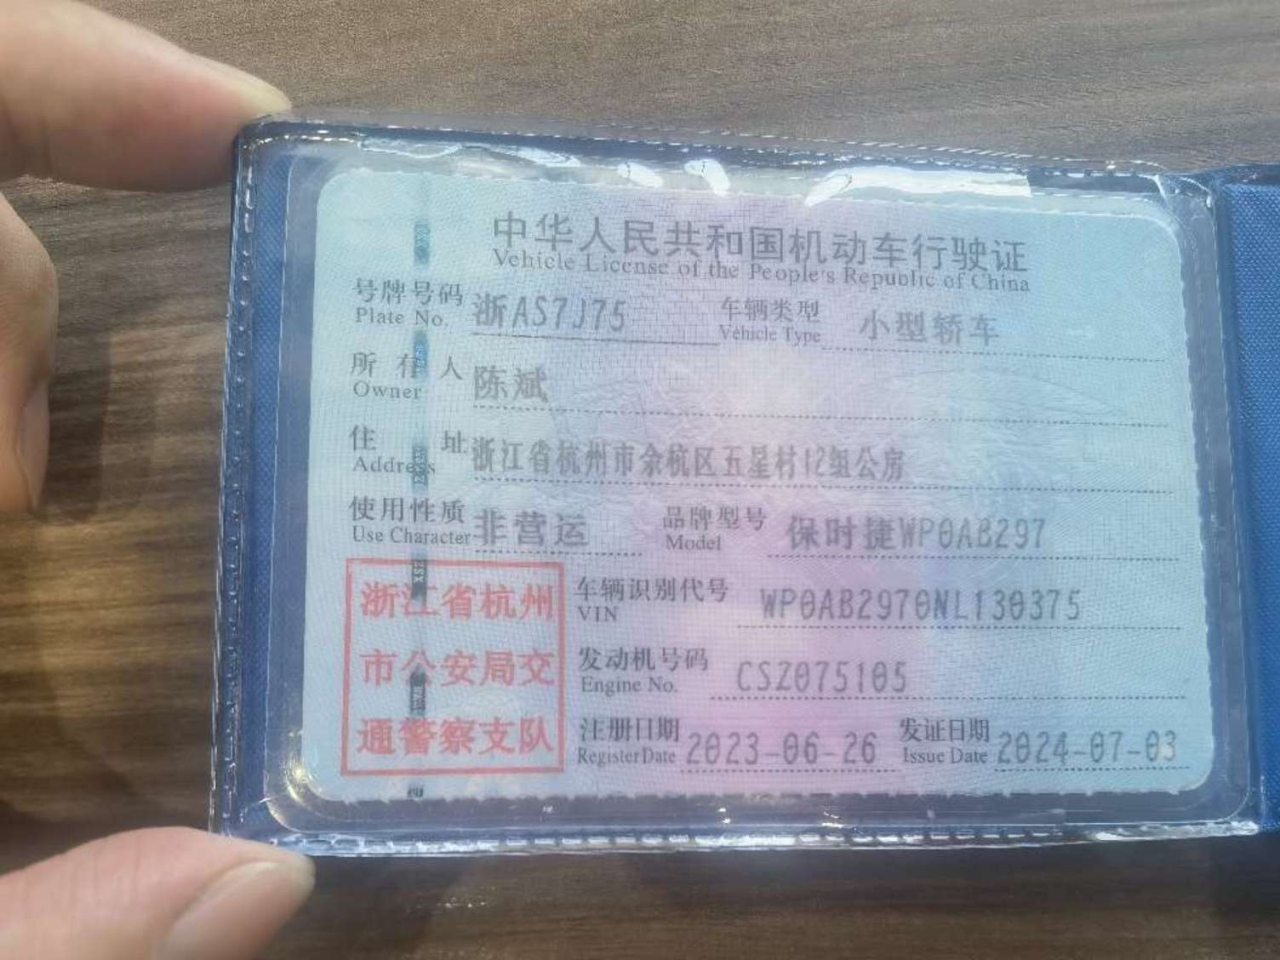 中华人民共和国机动车行驶证
Vehicle License of the People's Republic of China
号牌号码 浙AS7J75 车辆类型 小型轿车
Plate No. Vehicle Type
所有人 陈斌
Owner
住址 浙江省杭州市余杭区五星村12组公房
Address
使用性质 非营运 品牌型号 保时捷WP0AB297
Use Character Model
浙江省杭州
市公安局交
通警察支队
车辆识别代号 WP0AB2970NL130375
VIN
发动机号码 CSZ075105
Engine No.
注册日期 2023-06-26 发证日期 2024-07-03
Register Date Issue Date